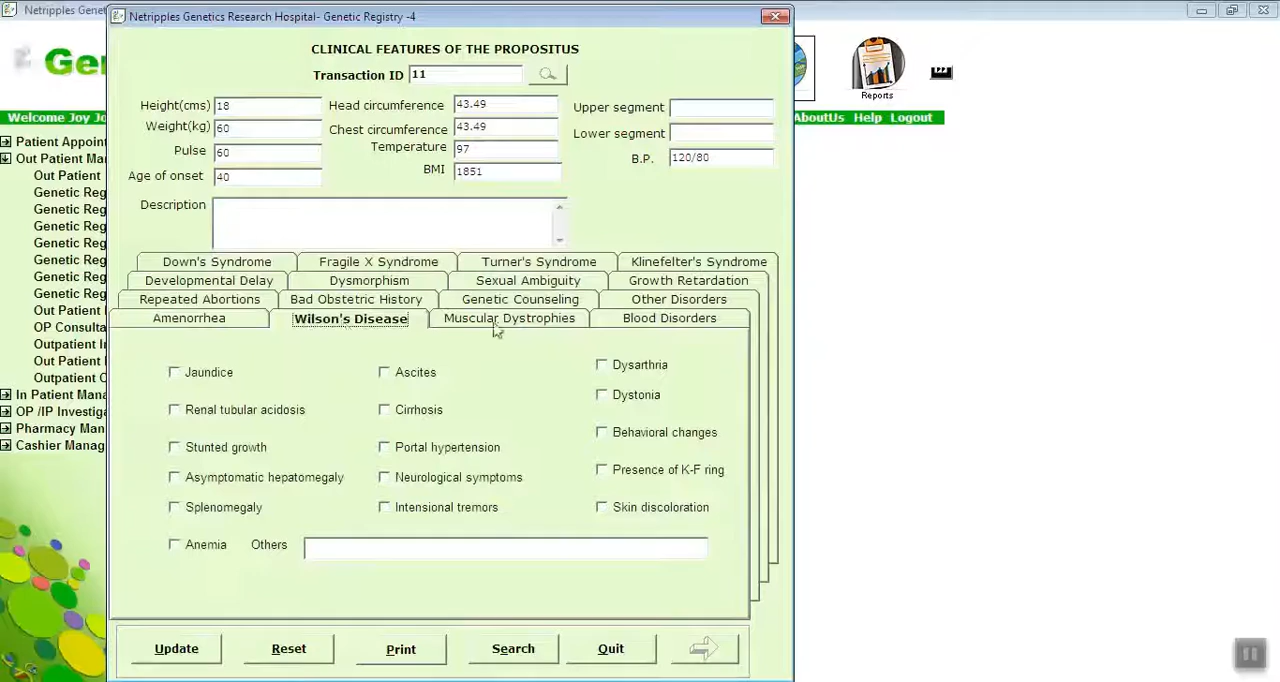 Netripples Genet
Netripples Genetics Research Hospital- Genetic Registry -4
Ge
CLINICAL FEATURES OF THE PROPOSITUS
Transaction ID 11
Height(cms) 18 Head circumference 43.49 Upper segment
Weight(kg) 60 Chest circumference 43.49 Lower segment
Pulse 60 Temperature 97 B.P. 120/80
Age of onset 40 BMI 1851
Description
Reports
Welcome Joy Jo
AboutUs Help Logout
Patient Appoint
Out Patient Mar
Out Patient
Genetic Reg
Genetic Reg
Genetic Reg
Genetic Reg
Genetic Reg
Genetic Reg
Genetic Reg
Out Patient
OP Consulta
Outpatient In
Out Patient I
Outpatient C
In Patient Mana
OP /IP Investiga
Pharmacy Man
Cashier Manag
Down's Syndrome Fragile X Syndrome Turner's Syndrome Klinefelter's Syndrome
Developmental Delay Dysmorphism Sexual Ambiguity Growth Retardation
Repeated Abortions Bad Obstetric History Genetic Counseling Other Disorders
Amenorrhea Wilson's Disease Muscular Dystrophies Blood Disorders
Jaundice Ascites Dysarthria
Renal tubular acidosis Cirrhosis Dystonia
Stunted growth Portal hypertension Behavioral changes
Asymptomatic hepatomegaly Neurological symptoms Presence of K-F ring
Splenomegaly Intensional tremors Skin discoloration
Anemia Others
Update Reset Print Search Quit